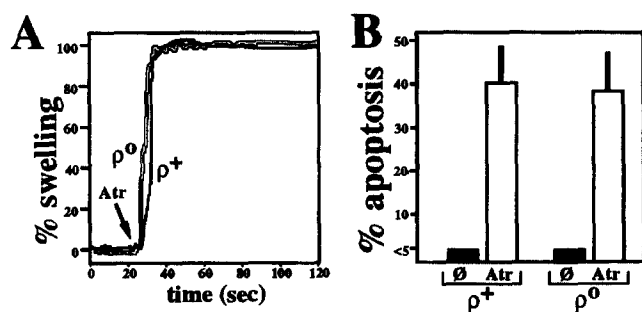 A
% swelling
100
80
60
40
20
0
ρ⁰
ρ⁺
Atr
0 20 40 60 80 100 120
time (sec)
B
% apoptosis
50
40
30
20
10
<5
Ø Atr Ø Atr
ρ⁺ ρ⁰